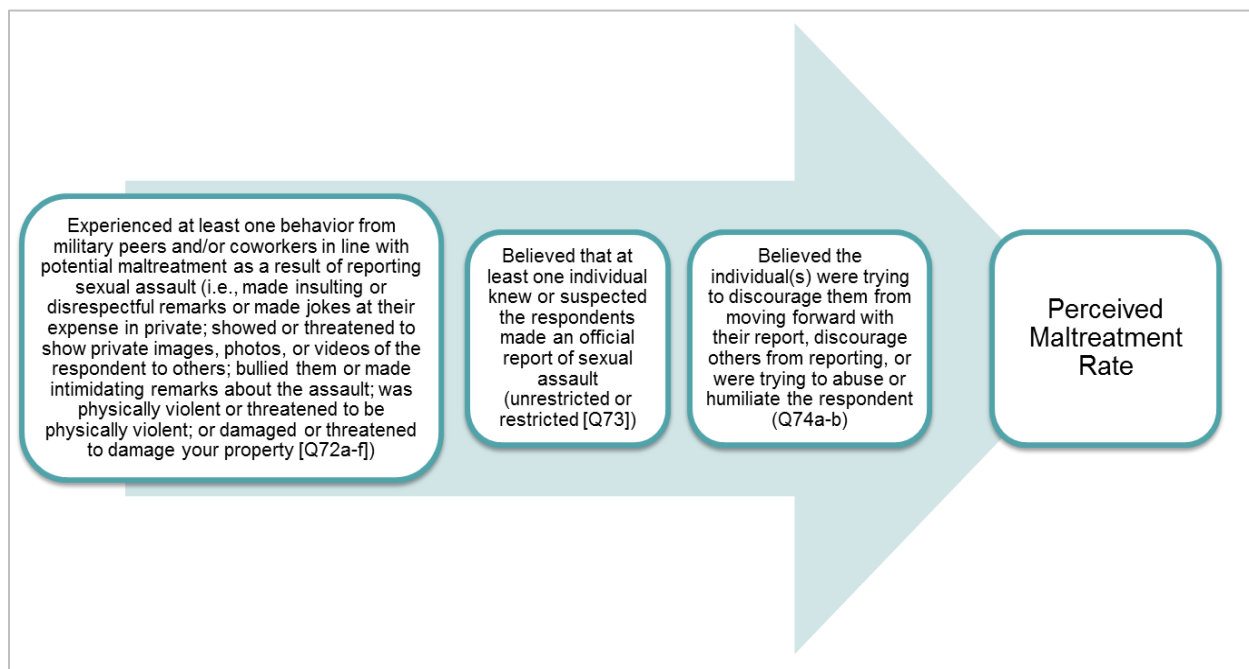 Experienced at least one behavior from
military peers and/or coworkers in line with
potential maltreatment as a result of reporting
sexual assault (i.e., made insulting or
disrespectful remarks or made jokes at their
expense in private; showed or threatened to
show private images, photos, or videos of the
respondent to others; bullied them or made
intimidating remarks about the assault; was
physically violent or threatened to be
physically violent; or damaged or threatened
to damage your property [Q72a-f])
Believed that at
least one individual
knew or suspected
the respondents
made an official
report of sexual
assault
(unrestricted or
restricted [Q73])
Believed the
individual(s) were trying
to discourage them from
moving forward with
their report, discourage
others from reporting, or
were trying to abuse or
humiliate the respondent
(Q74a-b)
Perceived
Maltreatment
Rate